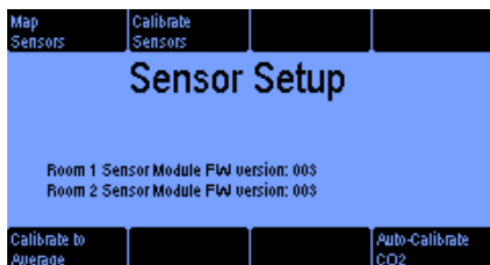 Map
Sensors
Calibrate
Sensors
Sensor Setup
Room 1 Sensor Module FW version: 003
Room 2 Sensor Module FW version: 003
Calibrate to
Average
Auto-Calibrate
CO2